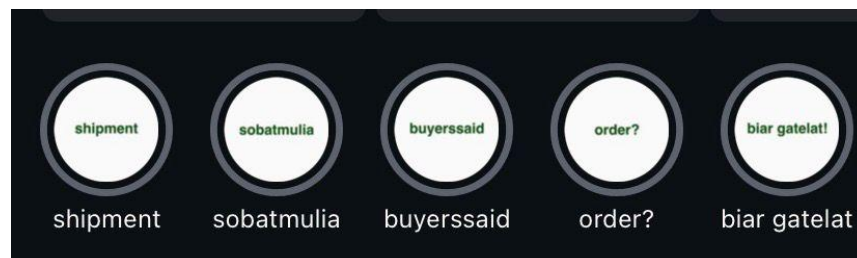 shipment
sobatmulia
buyerssaid
order?
biar gatelat!
shipment
sobatmulia
buyerssaid
order?
biar gatelat